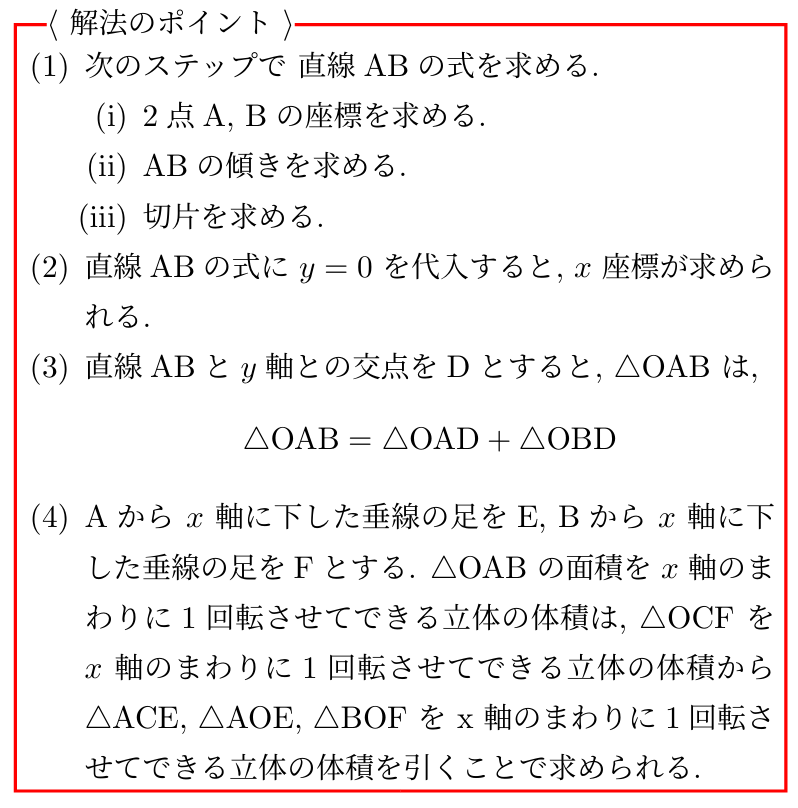 〈 解法のポイント 〉
(1) 次のステップで 直線 AB の式を求める.
(i) 2 点 A, B の座標を求める.
(ii) AB の傾きを求める.
(iii) 切片を求める.
(2) 直線 AB の式に y = 0 を代入すると, x 座標が求めら
れる.
(3) 直線 AB と y 軸との交点を D とすると, △OAB は,
△OAB = △OAD + △OBD
(4) A から x 軸に下した垂線の足を E, B から x 軸に下
した垂線の足を F とする. △OAB の面積を x 軸のま
わりに 1 回転させてできる立体の体積は, △OCF を
x 軸のまわりに 1 回転させてできる立体の体積から
△ACE, △AOE, △BOF を x 軸のまわりに 1 回転さ
せてできる立体の体積を引くことで求められる.